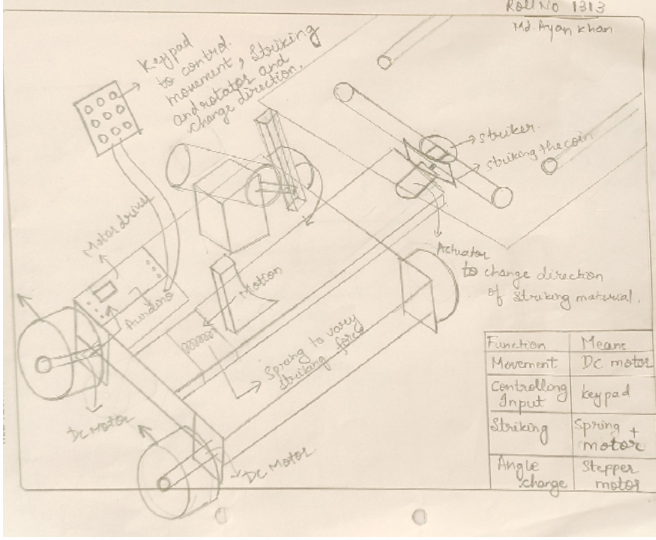 Roll No 1313
Md. Ayan khan
Keypad
to control
movement, Striking
and rotator and
change direction.
striker.
striking the coin
Motor driver
Arduino
Motion
Actuator
to change direction
of striking material.
Spring to vary
striking force
DC Motor
DC Motor
Function Means
Movement DC motor
Controlling Input keypad
Striking Spring + motor
Angle change Stepper motor